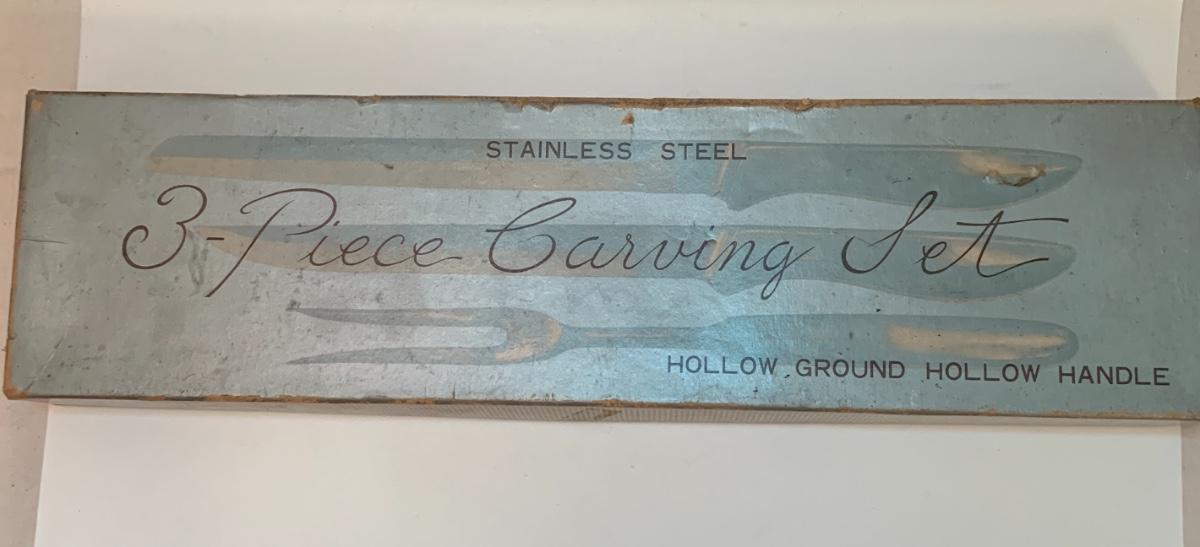 STAINLESS STEEL
3-Piece Carving Set
HOLLOW GROUND HOLLOW HANDLE